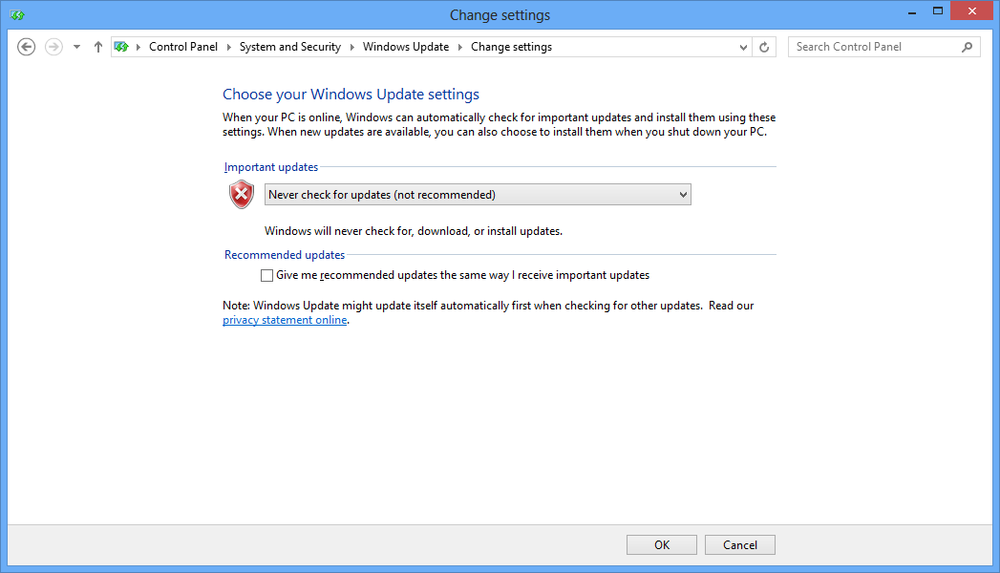 Change settings
Control Panel System and Security Windows Update Change settings
Search Control Panel
Choose your Windows Update settings
When your PC is online, Windows can automatically check for important updates and install them using these
settings. When new updates are available, you can also choose to install them when you shut down your PC.
Important updates
Never check for updates (not recommended)
Windows will never check for, download, or install updates.
Recommended updates
Give me recommended updates the same way I receive important updates
Note: Windows Update might update itself automatically first when checking for other updates. Read our
privacy statement online.
OK Cancel